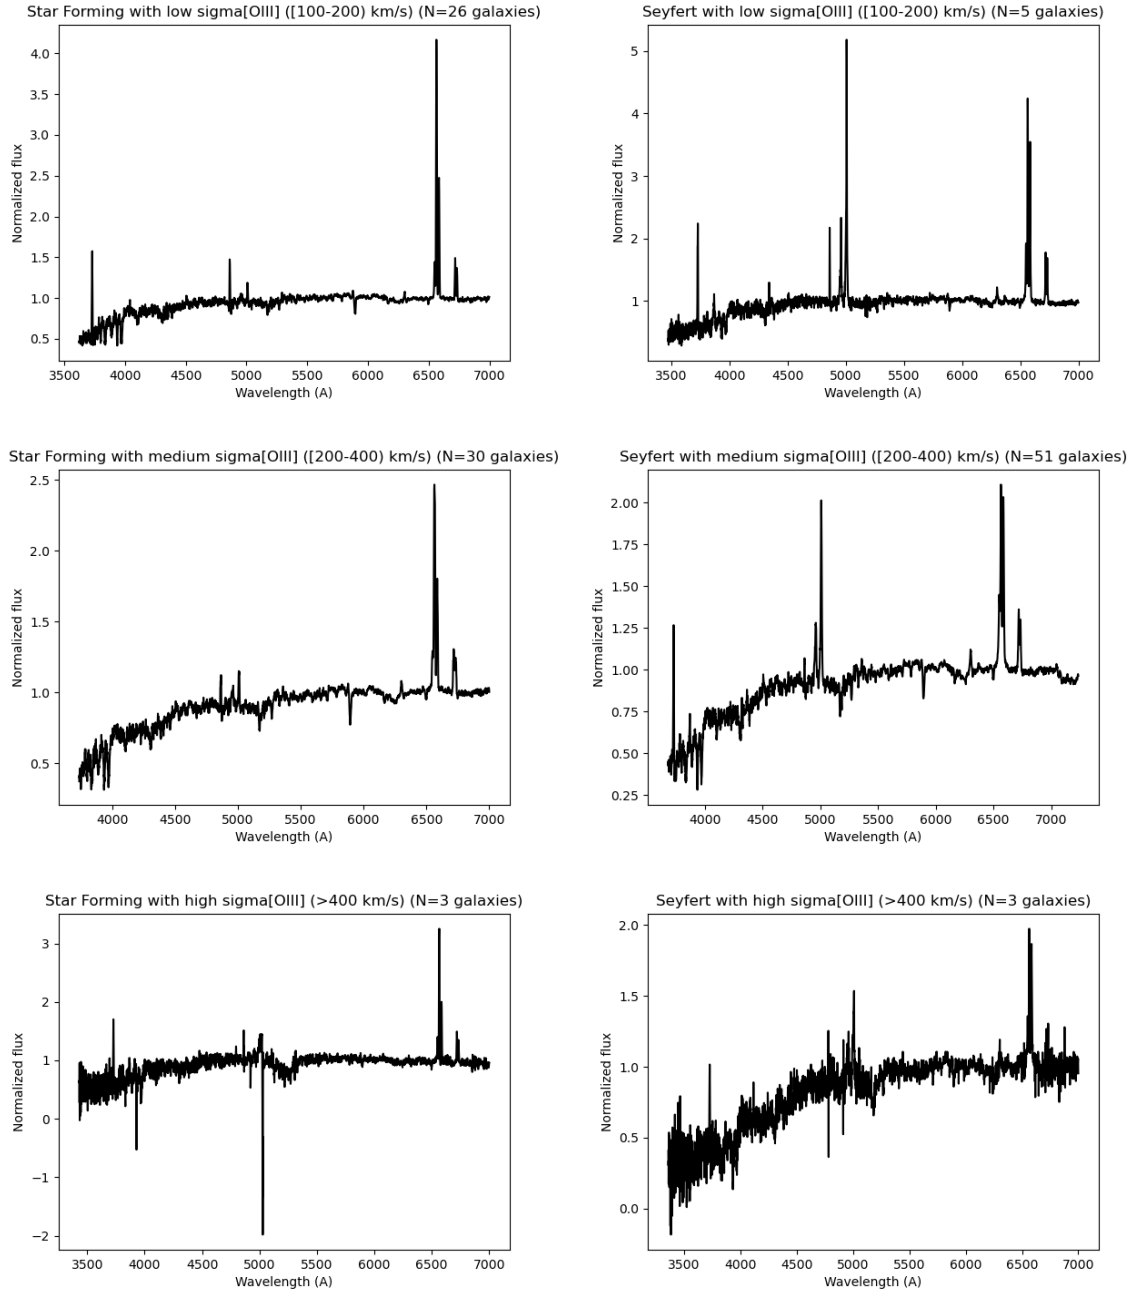 Star Forming with low sigma[OIII] ([100-200) km/s) (N=26 galaxies)
4.0
3.5
3.0
2.5
2.0
1.5
1.0
0.5
Normalized flux
3500 4000 4500 5000 5500 6000 6500 7000
Wavelength (A)
Seyfert with low sigma[OIII] ([100-200) km/s) (N=5 galaxies)
5
4
3
2
1
Normalized flux
3500 4000 4500 5000 5500 6000 6500 7000
Wavelength (A)
Star Forming with medium sigma[OIII] ([200-400) km/s) (N=30 galaxies)
2.5
2.0
1.5
1.0
0.5
Normalized flux
4000 4500 5000 5500 6000 6500 7000
Wavelength (A)
Seyfert with medium sigma[OIII] ([200-400) km/s) (N=51 galaxies)
2.00
1.75
1.50
1.25
1.00
0.75
0.50
0.25
Normalized flux
4000 4500 5000 5500 6000 6500 7000
Wavelength (A)
Star Forming with high sigma[OIII] (>400 km/s) (N=3 galaxies)
3
2
1
0
−1
−2
Normalized flux
3500 4000 4500 5000 5500 6000 6500 7000
Wavelength (A)
Seyfert with high sigma[OIII] (>400 km/s) (N=3 galaxies)
2.0
1.5
1.0
0.5
0.0
Normalized flux
3500 4000 4500 5000 5500 6000 6500 7000
Wavelength (A)